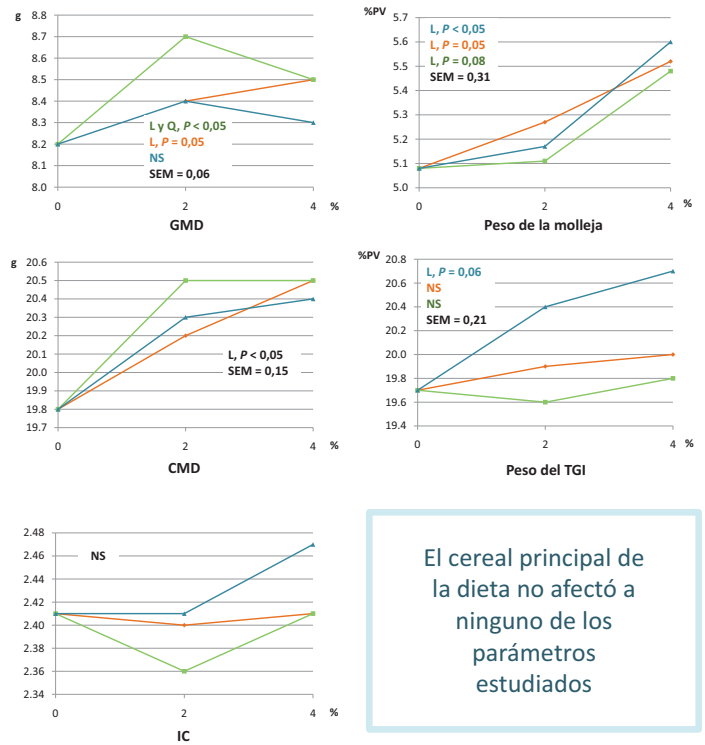 g
8.8
8.7
8.6
8.5
8.4
8.3
8.2
8.1
8.0
L y Q, P < 0,05
L, P = 0,05
NS
SEM = 0,06
0 2 4 %
GMD
%PV
5.7
5.6
5.5
5.4
5.3
5.2
5.1
5.0
L, P < 0,05
L, P = 0,05
L, P = 0,08
SEM = 0,31
0 2 4 %
Peso de la molleja
g
20.6
20.5
20.4
20.3
20.2
20.1
20.0
19.9
19.8
19.7
L, P < 0,05
SEM = 0,15
0 2 4 %
CMD
%PV
20.8
20.6
20.4
20.2
20.0
19.8
19.6
19.4
L, P = 0,06
NS
NS
SEM = 0,21
0 2 4 %
Peso del TGI
2.48
2.46
2.44
2.42
2.40
2.38
2.36
2.34
NS
0 2 4 %
IC
El cereal principal de
la dieta no afectó a
ninguno de los
parámetros
estudiados